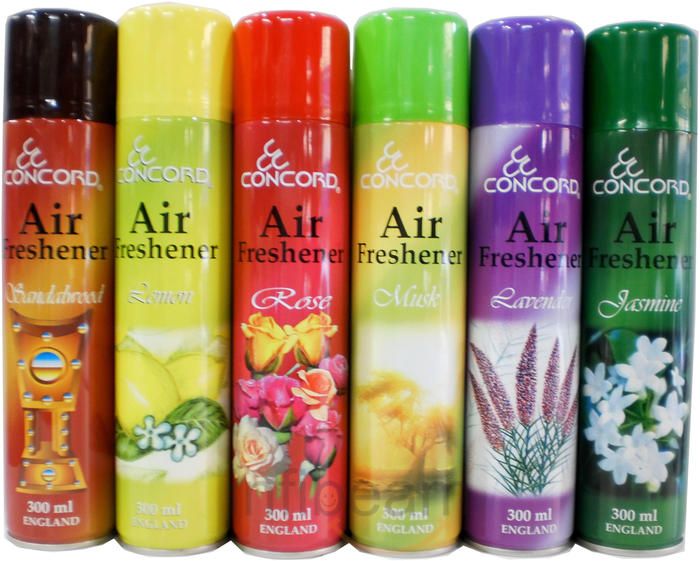 CONCORD®
Air
Freshener
Sandalwood
300 ml
ENGLAND
CONCORD®
Air
Freshener
Lemon
300 ml
ENGLAND
CONCORD®
Air
Freshener
Rose
300 ml
ENGLAND
CONCORD®
Air
Freshener
Musk
300 ml
ENGLAND
CONCORD®
Air
Freshener
Lavender
300 ml
ENGLAND
CONCORD®
Air
Freshener
Jasmine
300 ml
ENGLAND